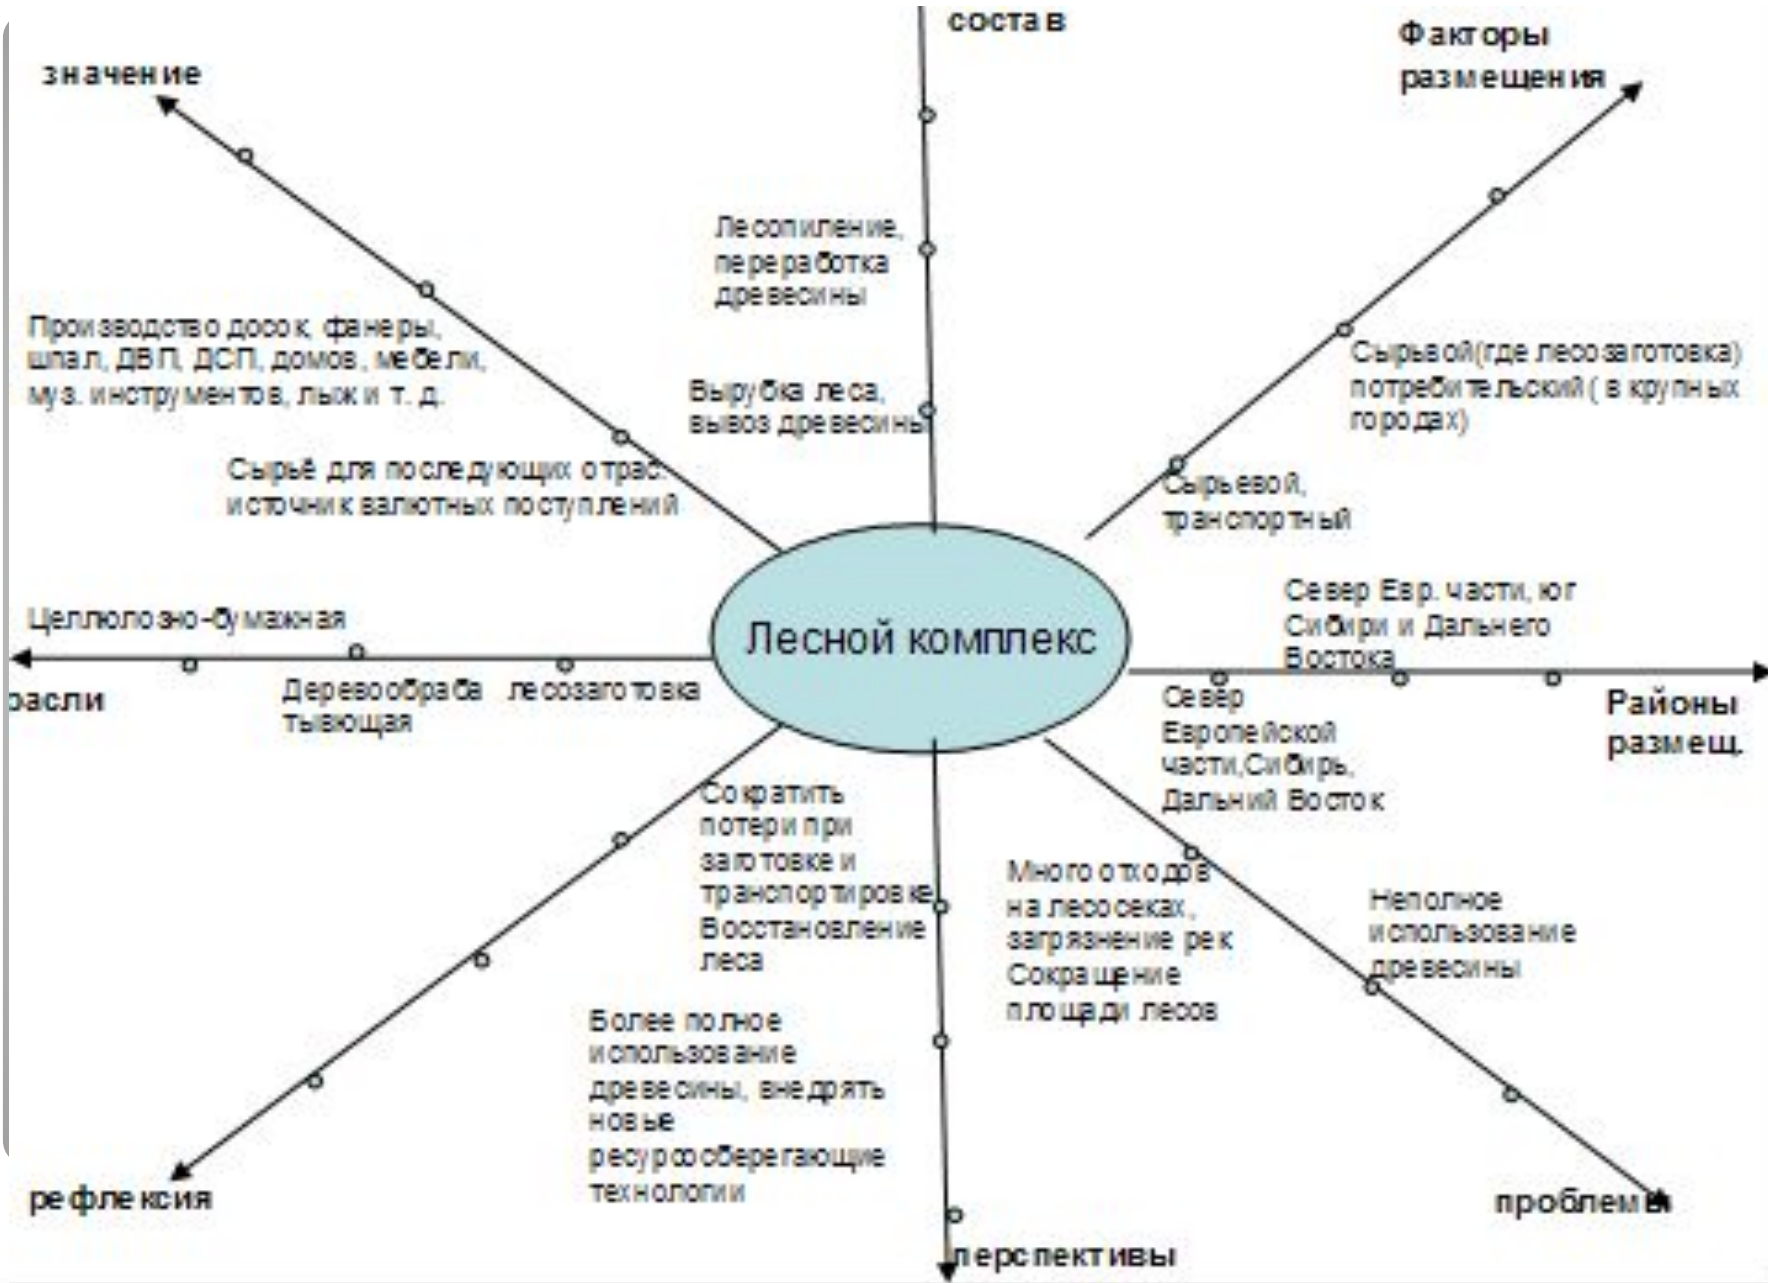 состав
Факторы
размещения
значение
Лесопиление,
переработка
древесины
Производство досок, фанеры,
шпал, ДВП, ДСП, домов, мебели,
муз. инструментов, лыж и т. д.
Сырьвой(где лесозаготовка)
потребительский ( в крупных
городах)
Вырубка леса,
вывоз древесины
Сырьё для последующих отрас.
источник валютных поступлений
Сырьевой,
транспортный
Целлюлозно-бумажная
Лесной комплекс
Север Евр. части, юг
Сибири и Дальнего
Востока
расли
Деревообраба
тывющая
лесозаготовка
Север
Европейской
части,Сибирь,
Дальний Восток
Районы
размещ.
Сократить
потери при
заготовке и
транспортировке
Восстановление
леса
Много отходов
на лесосеках,
загрязнение рек
Сокращение
площади лесов
Неполное
использование
древесины
Более полное
использование
древесины, внедрять
новые
ресурсосберегающие
технологии
рефлексия
проблемы
перспективы